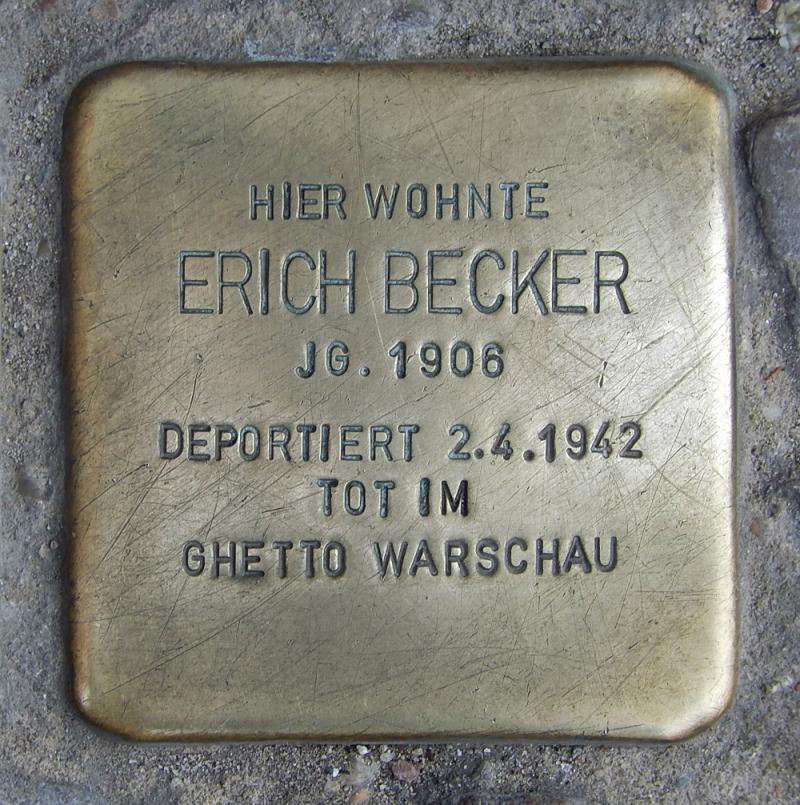 HIER WOHNTE
ERICH BECKER
JG. 1906
DEPORTIERT 2.4.1942
TOT IM
GHETTO WARSCHAU